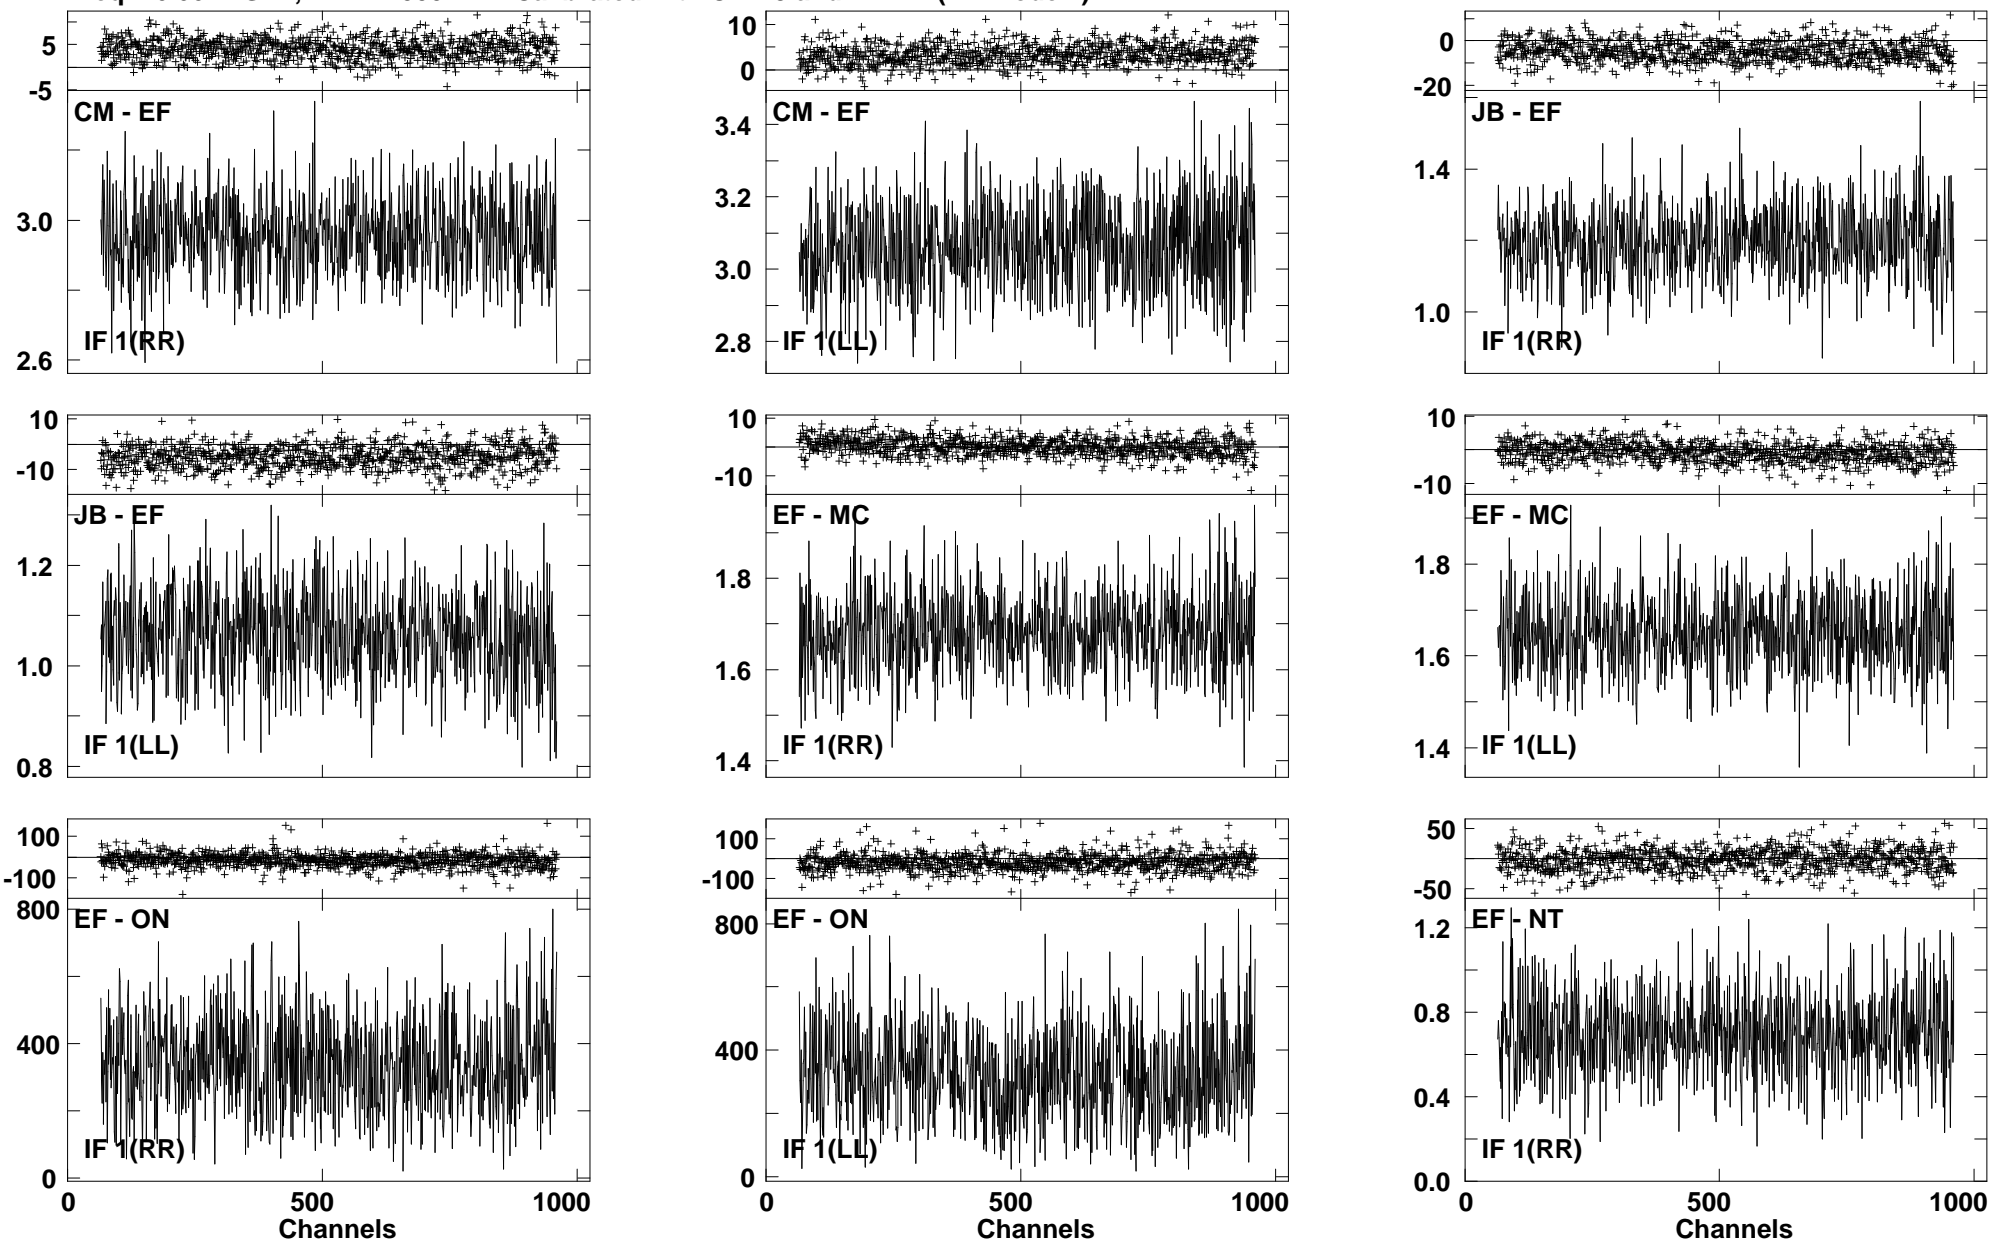 5
-5
CM - EF
3.0
2.6
IF 1(RR)
10
0
CM - EF
3.4
3.2
3.0
2.8
IF 1(LL)
0
-20
JB - EF
1.4
1.0
IF 1(RR)
10
-10
JB - EF
1.2
1.0
0.8
IF 1(LL)
10
-10
EF - MC
1.8
1.6
1.4
IF 1(RR)
10
-10
EF - MC
1.8
1.6
1.4
IF 1(LL)
100
-100
EF - ON
800
400
0
IF 1(RR)
0 500 1000
Channels
100
-100
EF - ON
800
400
0
IF 1(LL)
0 500 1000
Channels
50
-50
EF - NT
1.2
0.8
0.4
0.0
IF 1(RR)
0 500 1000
Channels